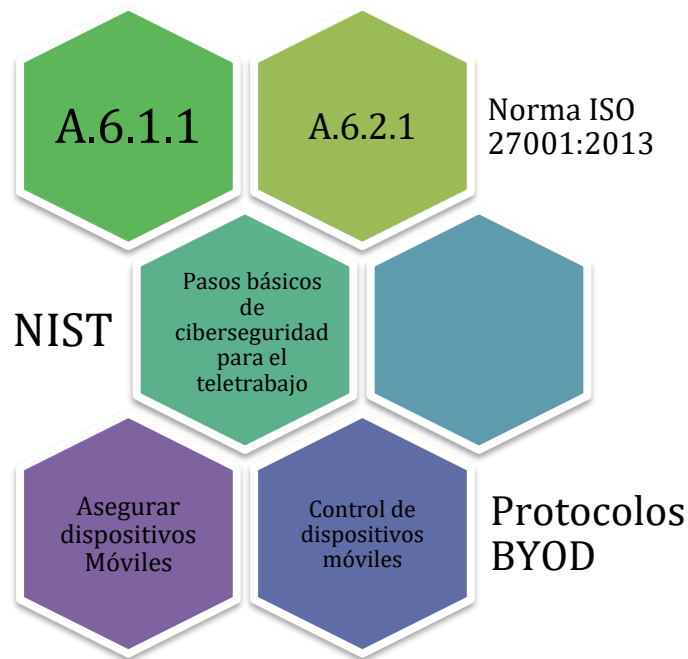 A.6.1.1
A.6.2.1
Norma ISO
27001:2013
NIST
Pasos básicos
de
ciberseguridad
para el
teletrabajo
Asegurar
dispositivos
Móviles
Control de
dispositivos
móviles
Protocolos
BYOD